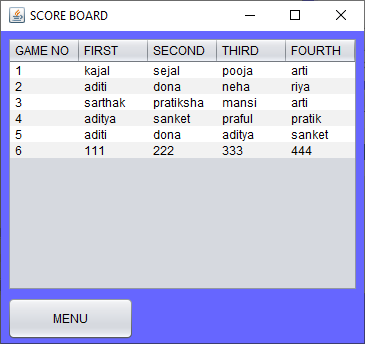 SCORE BOARD
GAME NO FIRST SECOND THIRD FOURTH
1 kajal sejal pooja arti
2 aditi dona neha riya
3 sarthak pratiksha mansi arti
4 aditya sanket praful pratik
5 aditi dona aditya sanket
6 111 222 333 444
MENU